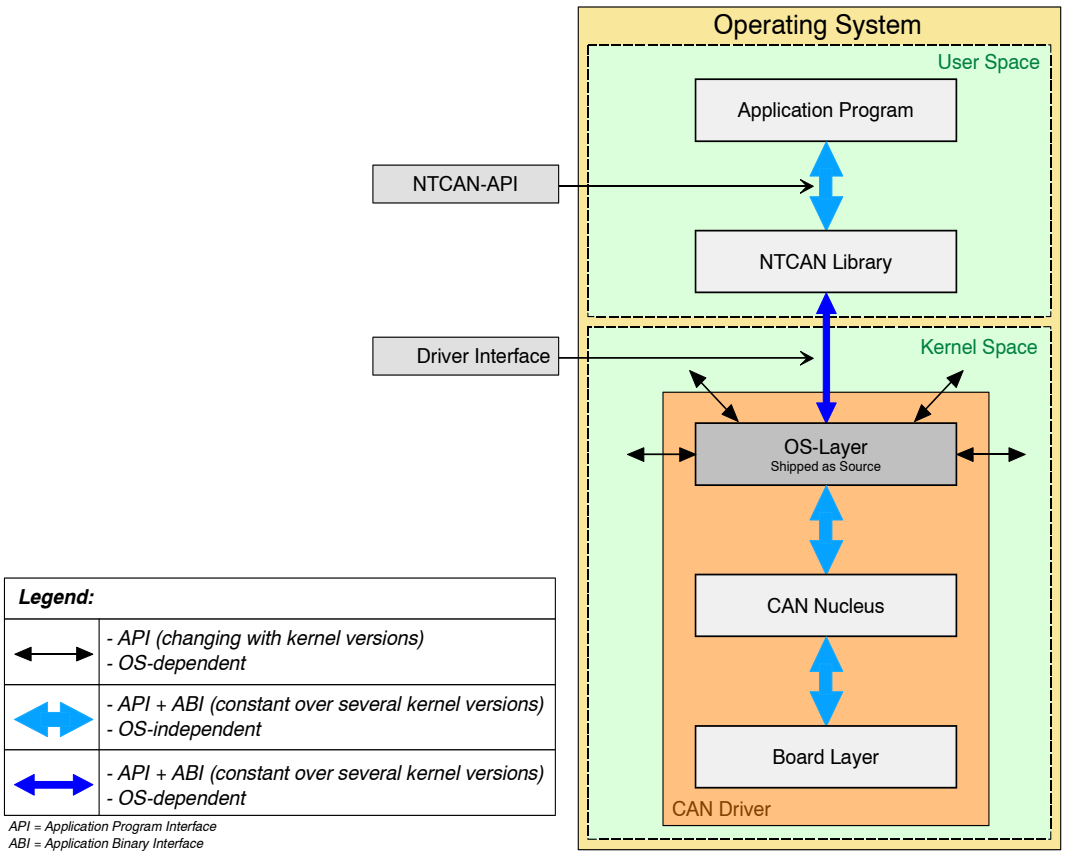 Operating System
User Space
Application Program
NTCAN-API
NTCAN Library
Driver Interface
Kernel Space
OS-Layer
Shipped as Source
CAN Nucleus
Board Layer
CAN Driver
Legend:
- API (changing with kernel versions)
- OS-dependent
- API + ABI (constant over several kernel versions)
- OS-independent
- API + ABI (constant over several kernel versions)
- OS-dependent
API = Application Program Interface
ABI = Application Binary Interface